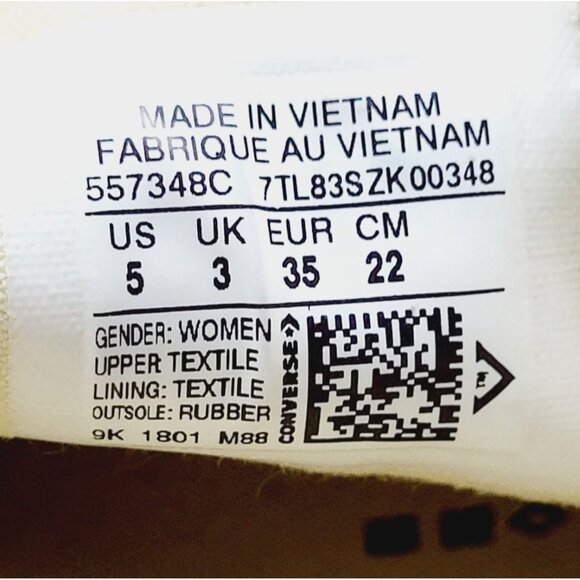 MADE IN VIETNAM
FABRIQUE AU VIETNAM
557348C 7TL83SZK00348
US UK EUR CM
5 3 35 22
GENDER: WOMEN
UPPER TEXTILE
LINING: TEXTILE
OUTSOLE: RUBBER
9K 1801 M88
CONVERSE